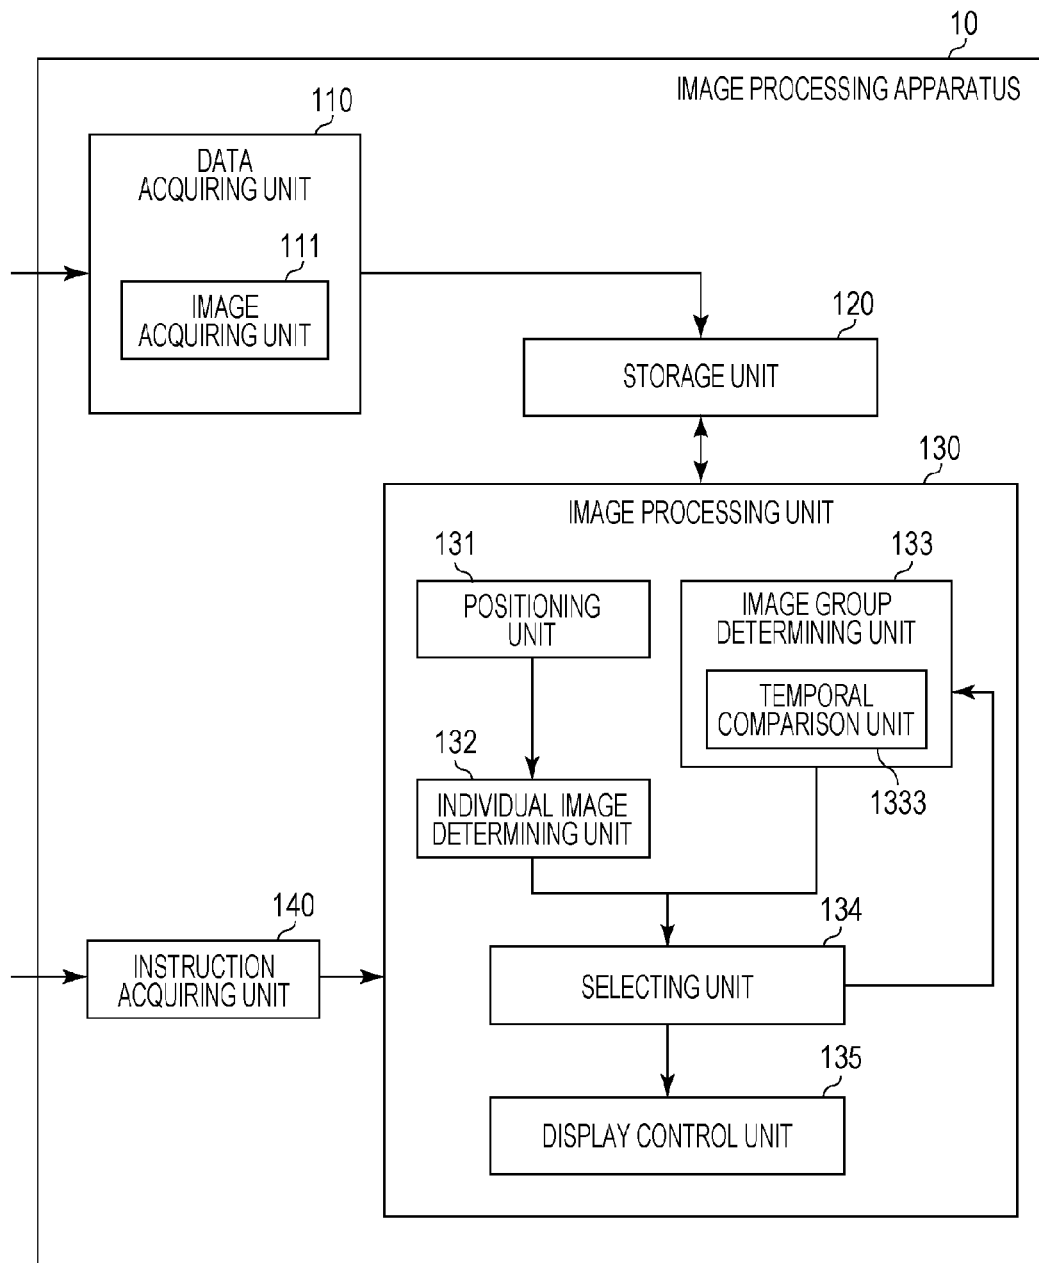 10
IMAGE PROCESSING APPARATUS
110
DATA
ACQUIRING UNIT
111
IMAGE
ACQUIRING UNIT
120
STORAGE UNIT
130
IMAGE PROCESSING UNIT
131
POSITIONING
UNIT
133
IMAGE GROUP
DETERMINING UNIT
TEMPORAL
COMPARISON UNIT
1333
132
INDIVIDUAL IMAGE
DETERMINING UNIT
140
INSTRUCTION
ACQUIRING UNIT
134
SELECTING UNIT
135
DISPLAY CONTROL UNIT